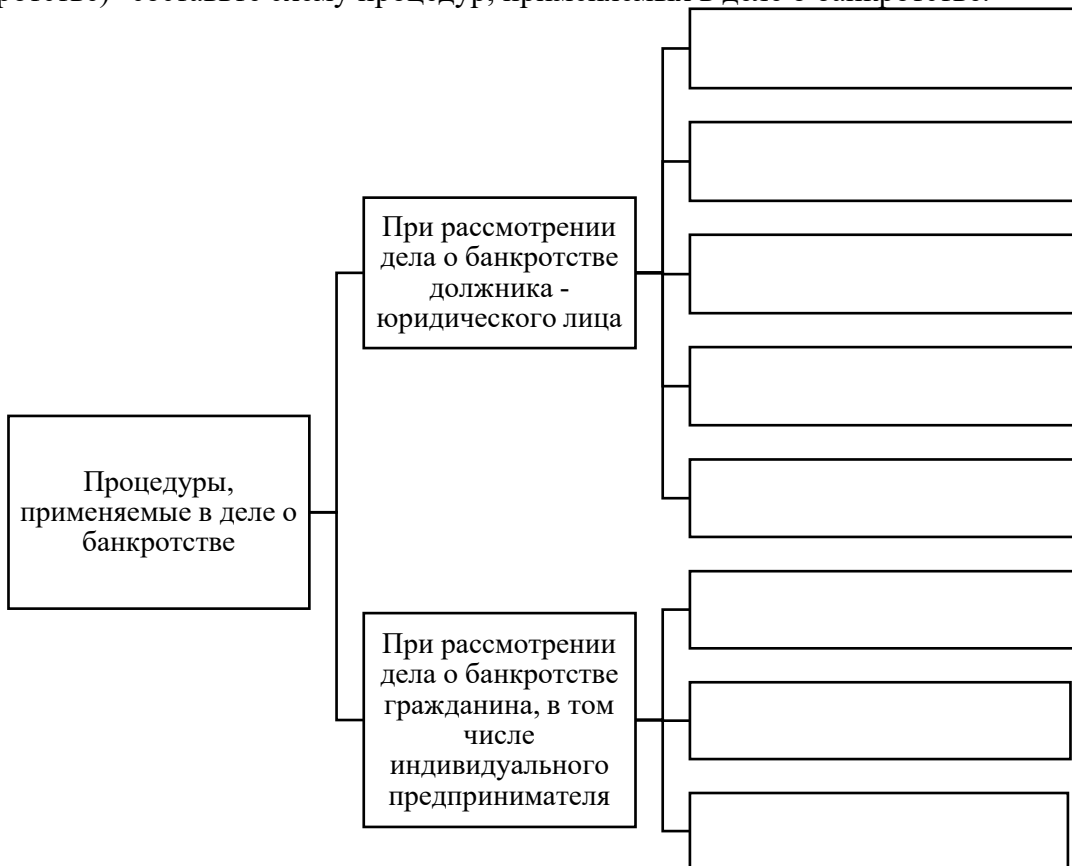 При рассмотрении
дела о банкротстве
должника -
юридического лица
Процедуры,
применяемые в деле о
банкротстве
При рассмотрении
дела о банкротстве
гражданина, в том
числе
индивидуального
предпринимателя